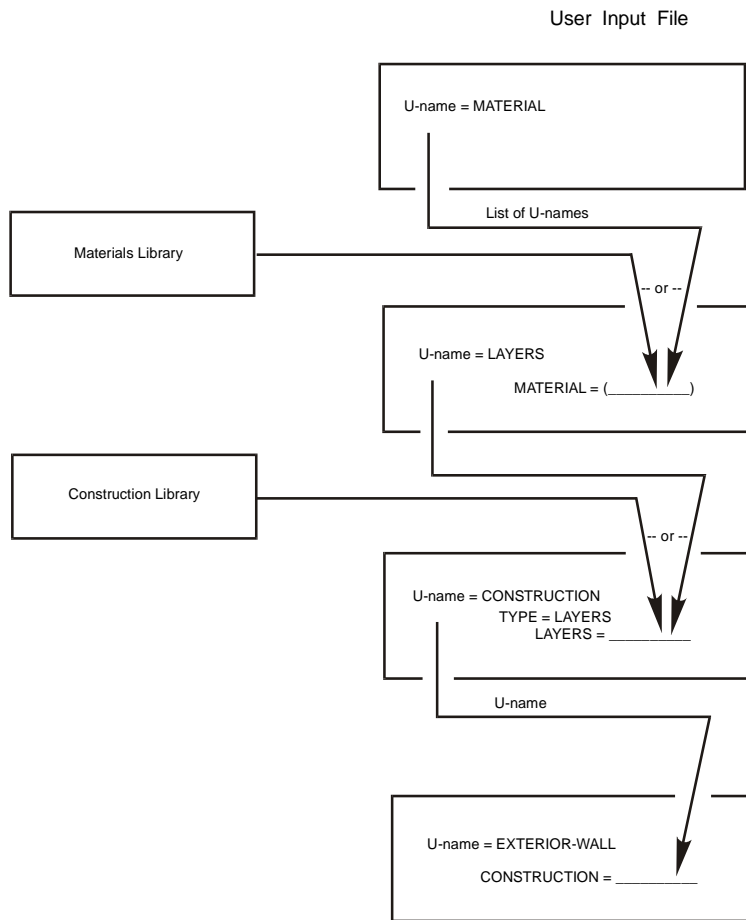 User Input File
U-name = MATERIAL
List of U-names
Materials Library
-- or --
U-name = LAYERS
MATERIAL = (__________)
Construction Library
-- or --
U-name = CONSTRUCTION
TYPE = LAYERS
LAYERS = __________
U-name
U-name = EXTERIOR-WALL
CONSTRUCTION = __________